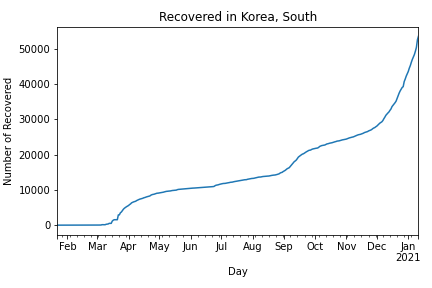 Recovered in Korea, South
Number of Recovered
50000
40000
30000
20000
10000
0
Feb Mar Apr May Jun Jul Aug Sep Oct Nov Dec Jan
2021
Day